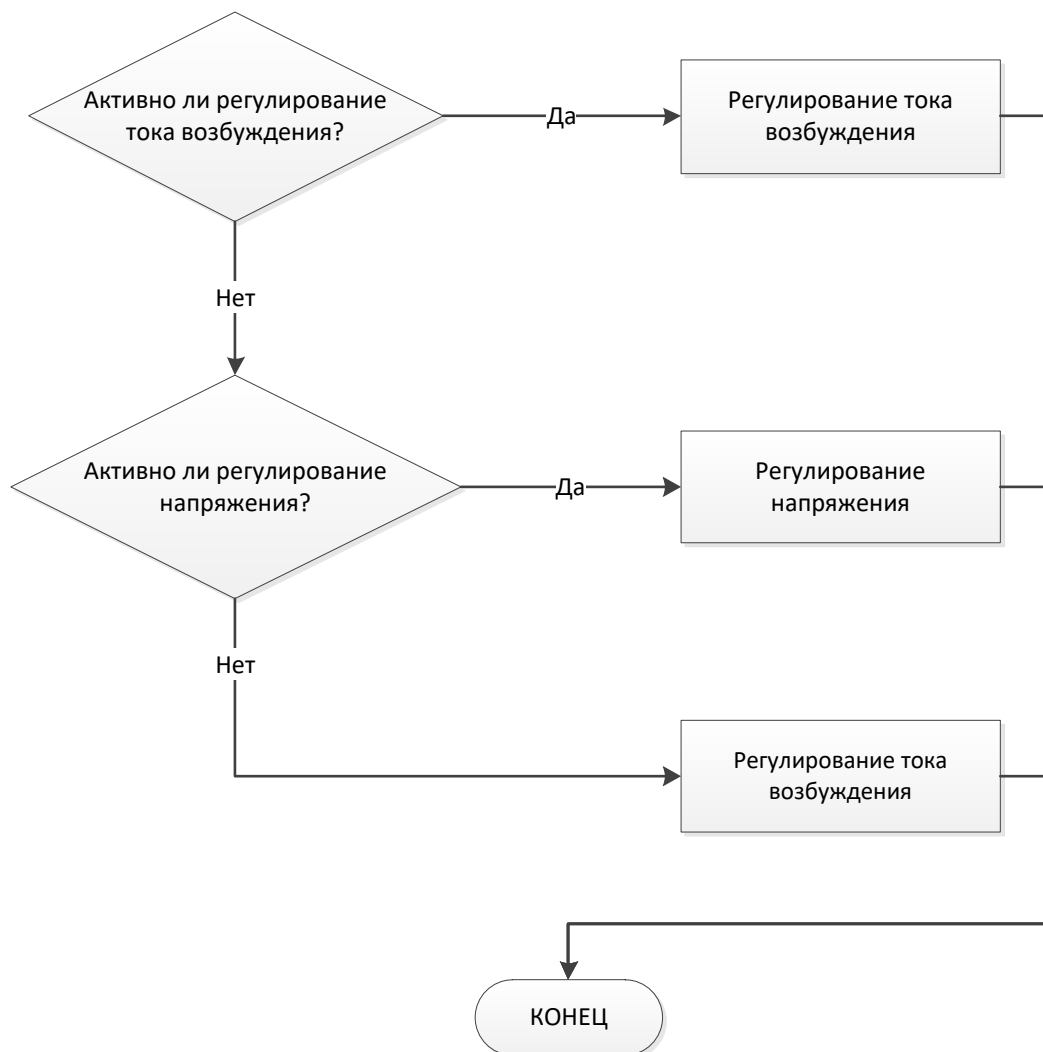 Активно ли регулирование
тока возбуждения?
Да
Регулирование тока
возбуждения
Нет
Активно ли регулирование
напряжения?
Да
Регулирование
напряжения
Нет
Регулирование тока
возбуждения
КОНЕЦ